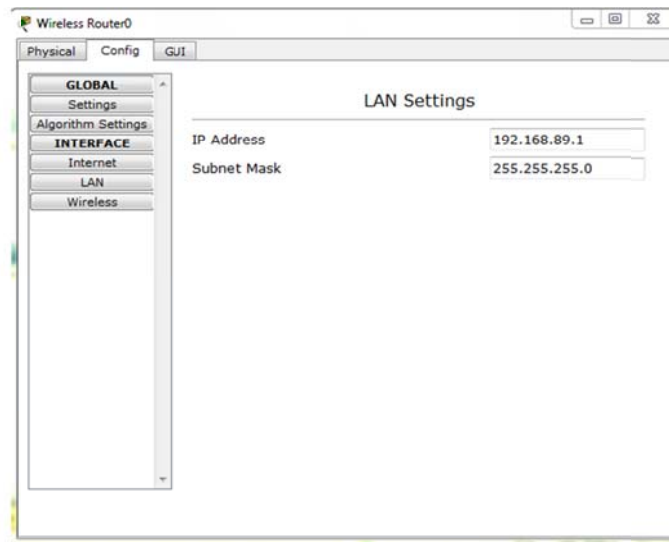 Wireless Router0
Physical Config GUI
GLOBAL
Settings
Algorithm Settings
INTERFACE
Internet
LAN
Wireless
LAN Settings
IP Address 192.168.89.1
Subnet Mask 255.255.255.0